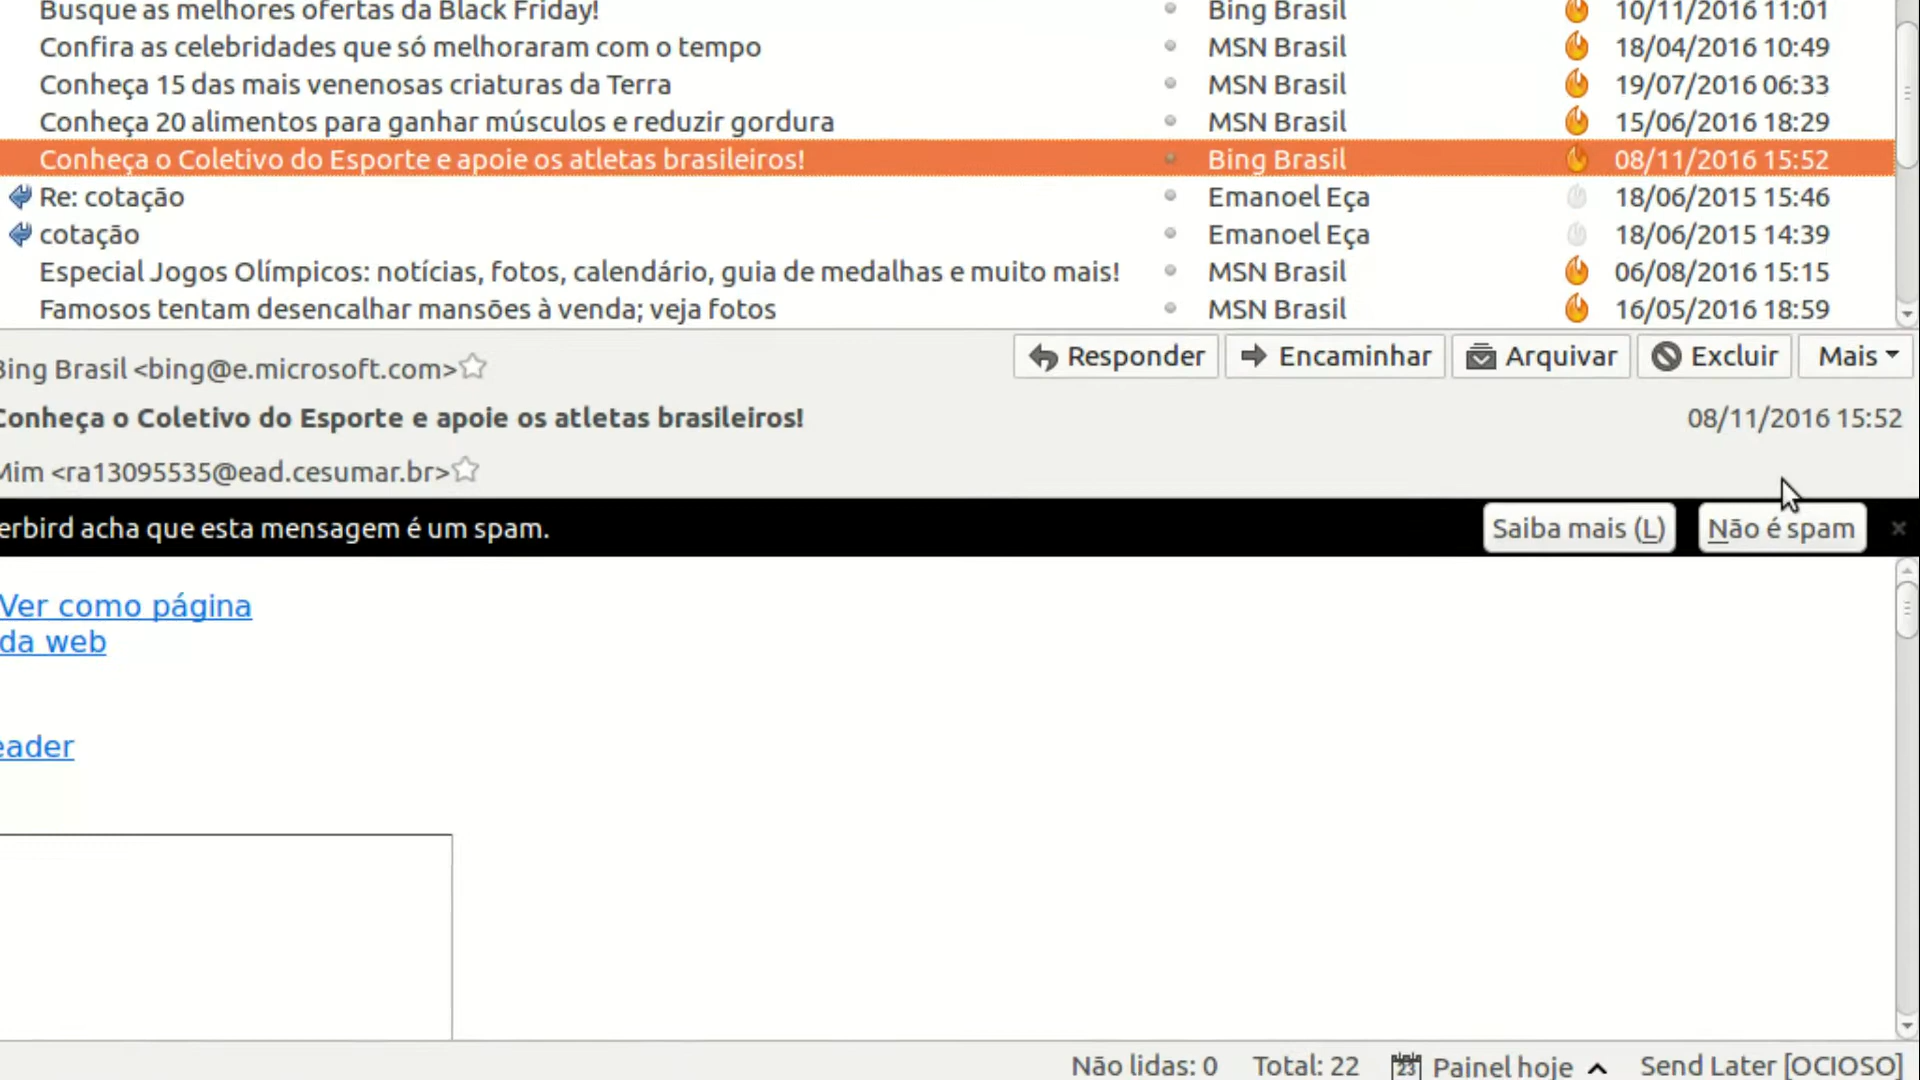 Busque as melhores ofertas da Black Friday! Bing Brasil 10/11/2016 11:01
Confira as celebridades que só melhoraram com o tempo MSN Brasil 18/04/2016 10:49
Conheça 15 das mais venenosas criaturas da Terra MSN Brasil 19/07/2016 06:33
Conheça 20 alimentos para ganhar músculos e reduzir gordura MSN Brasil 15/06/2016 18:29
Conheça o Coletivo do Esporte e apoie os atletas brasileiros! Bing Brasil 08/11/2016 15:52
Re: cotação Emanoel Eça 18/06/2015 15:46
cotação Emanoel Eça 18/06/2015 14:39
Especial Jogos Olímpicos: notícias, fotos, calendário, guia de medalhas e muito mais! MSN Brasil 06/08/2016 15:15
Famosos tentam desencalhar mansões à venda; veja fotos MSN Brasil 16/05/2016 18:59
Bing Brasil <bing@e.microsoft.com> Responder Encaminhar Arquivar Excluir Mais
Conheça o Coletivo do Esporte e apoie os atletas brasileiros! 08/11/2016 15:52
Mim <ra13095535@ead.cesumar.br>
erbird acha que esta mensagem é um spam. Saiba mais (L) Não é spam
Ver como página
da web
eader
Não lidas: 0 Total: 22 23 Painel hoje Send Later [OCIOSO]